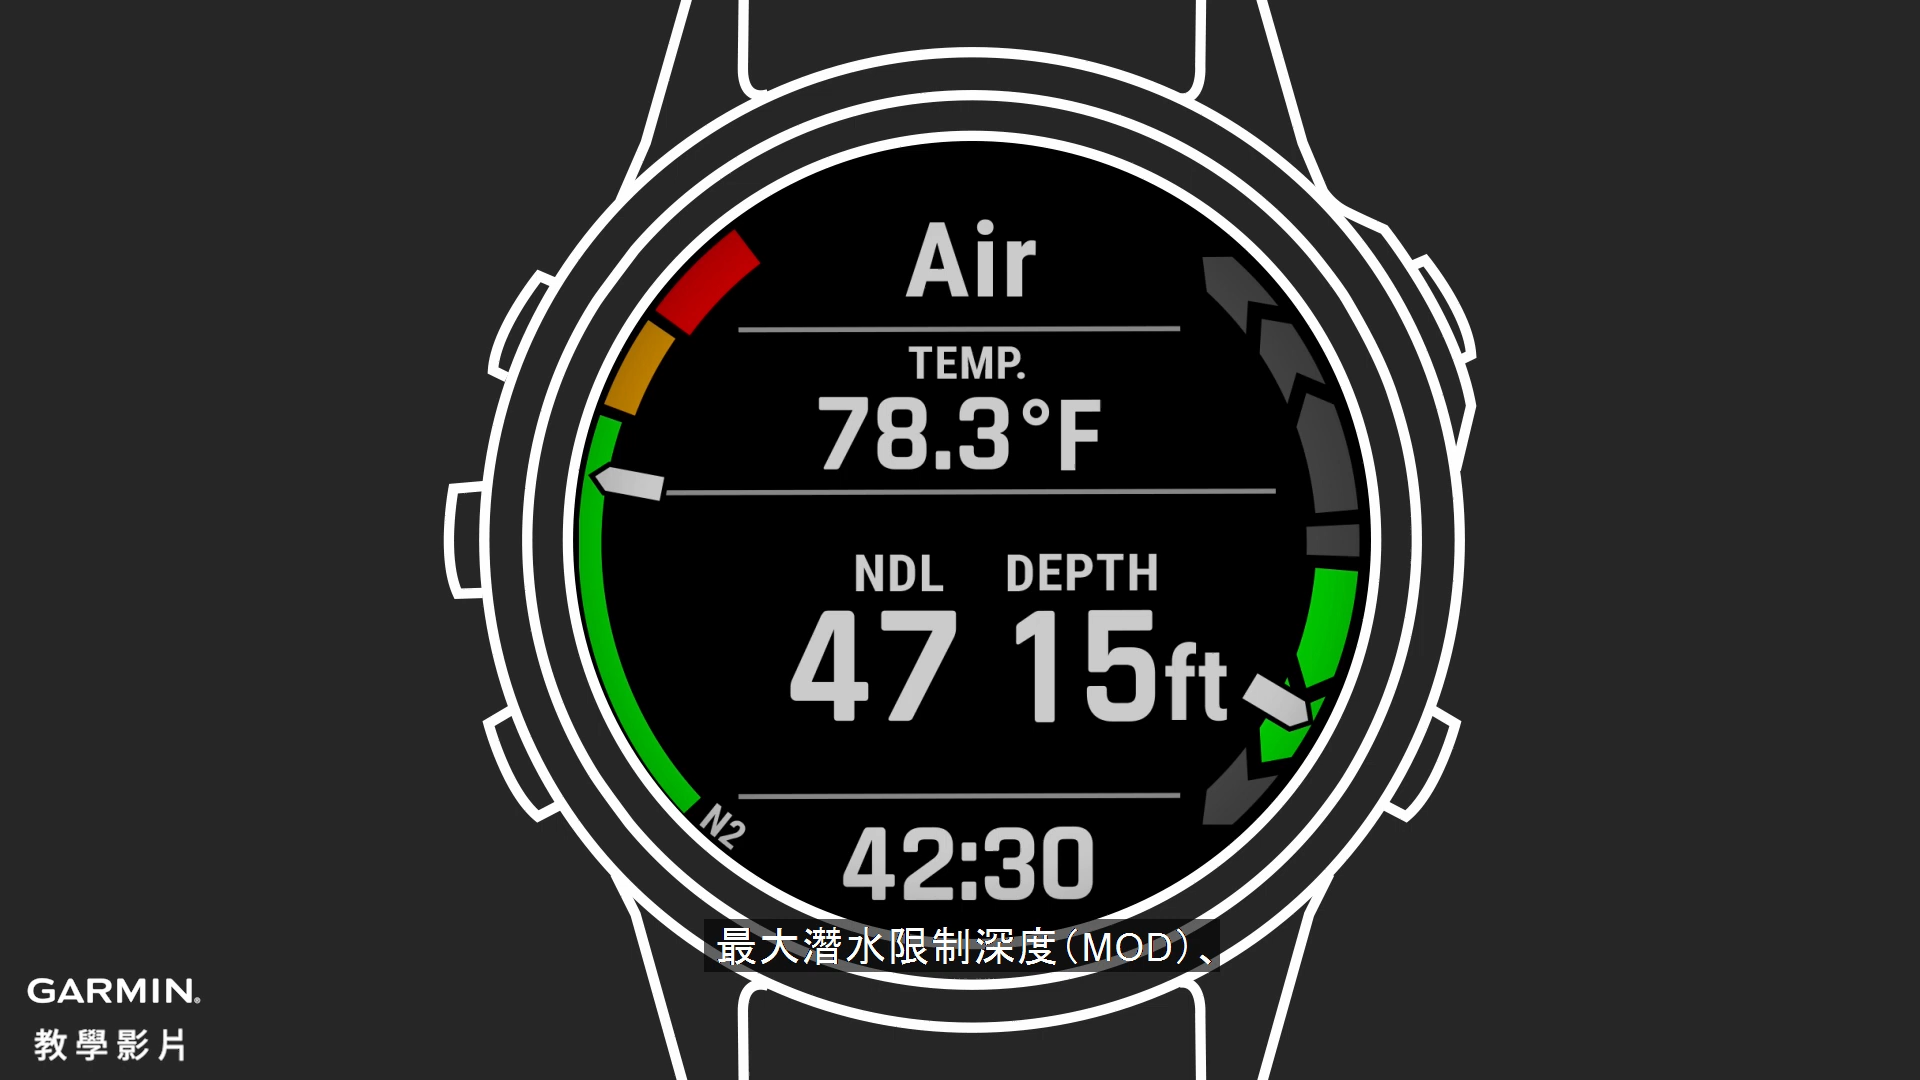 Air
TEMP.
78.3°F
NDL DEPTH
47 15ft
N2
42:30
最大潛水限制深度(MOD)、
GARMIN®
教學影片